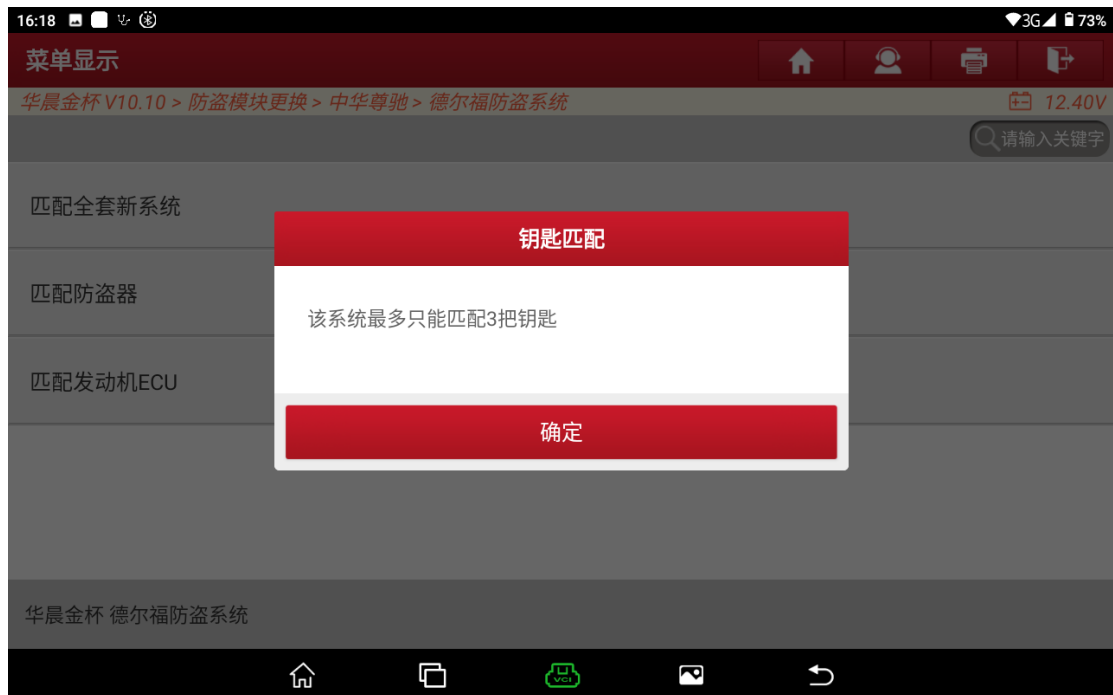 16:18
3G 73%
菜单显示
华晨金杯 V10.10 > 防盗模块更换 > 中华尊驰 > 德尔福防盗系统
12.40V
请输入关键字
匹配全套新系统
钥匙匹配
匹配防盗器
该系统最多只能匹配3把钥匙
匹配发动机ECU
确定
华晨金杯 德尔福防盗系统
VCI